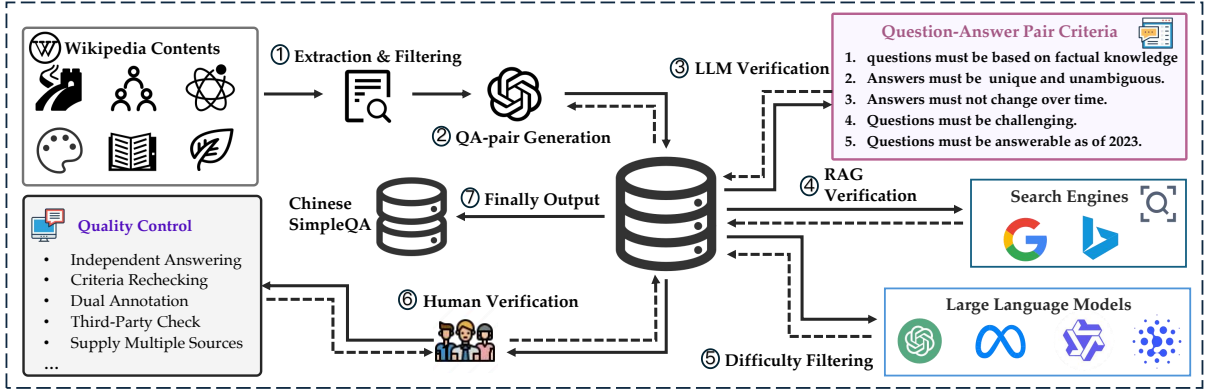 W Wikipedia Contents
① Extraction & Filtering
② QA-pair Generation
③ LLM Verification
Question-Answer Pair Criteria
1. questions must be based on factual knowledge
2. Answers must be unique and unambiguous.
3. Answers must not change over time.
4. Questions must be challenging.
5. Questions must be answerable as of 2023.
④ RAG
Verification
Search Engines
G
Large Language Models
⑤ Difficulty Filtering
⑥ Human Verification
⑦ Finally Output
Chinese
SimpleQA
Quality Control
• Independent Answering
• Criteria Rechecking
• Dual Annotation
• Third-Party Check
• Supply Multiple Sources
...